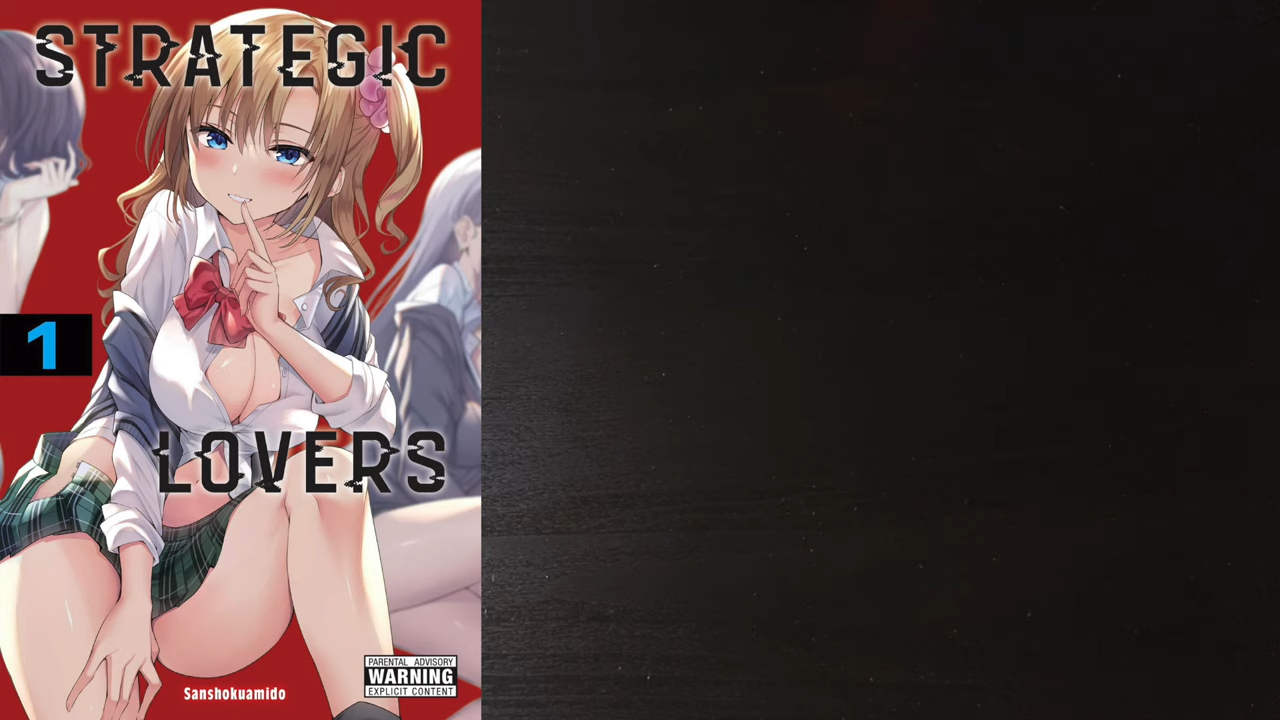 STRATEGIC
1
LOVERS
Sanshokuamido
PARENTAL ADVISORY
WARNING
EXPLICIT CONTENT